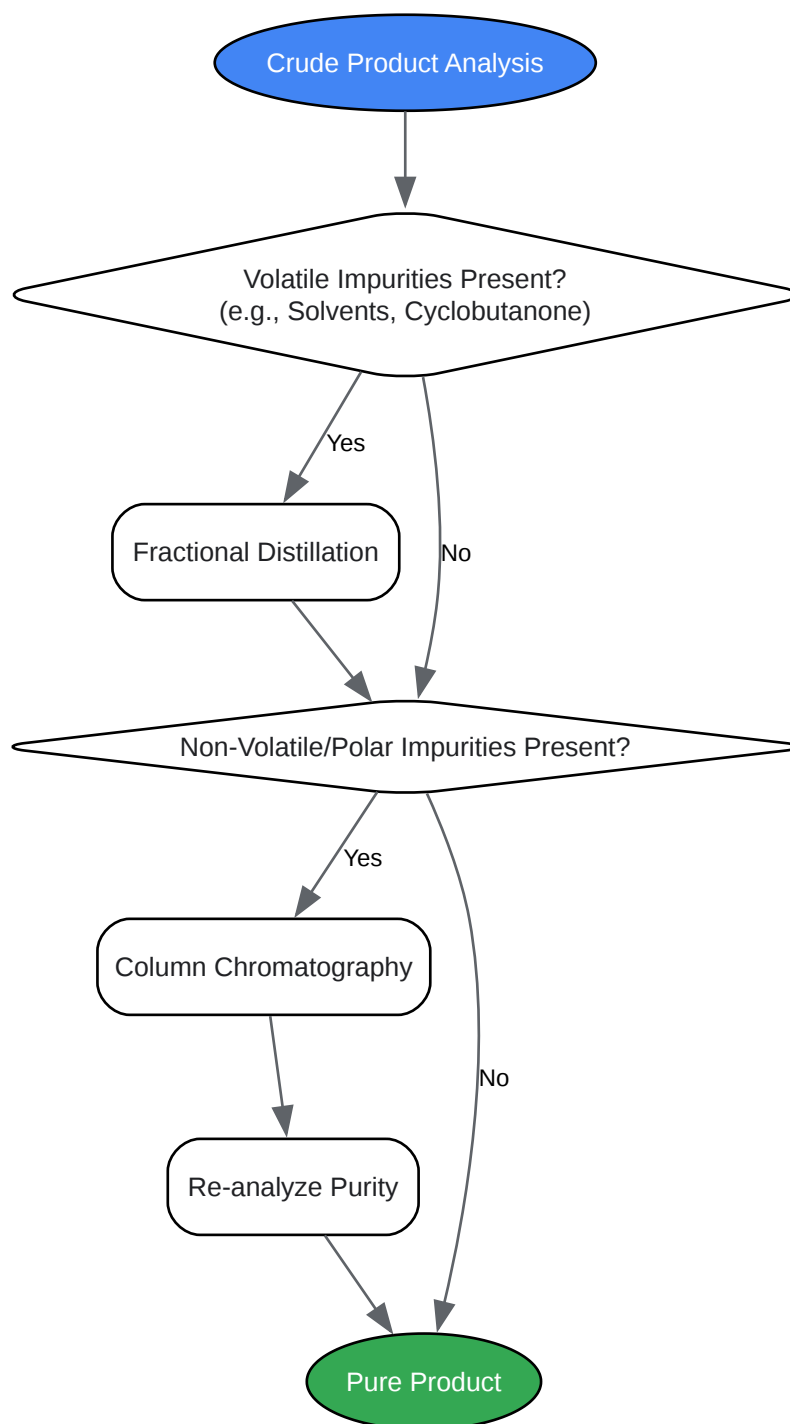 Crude Product Analysis
Volatile Impurities Present?
(e.g., Solvents, Cyclobutanone)
Yes
Fractional Distillation
No
Non-Volatile/Polar Impurities Present?
Yes
Column Chromatography
No
Re-analyze Purity
Pure Product